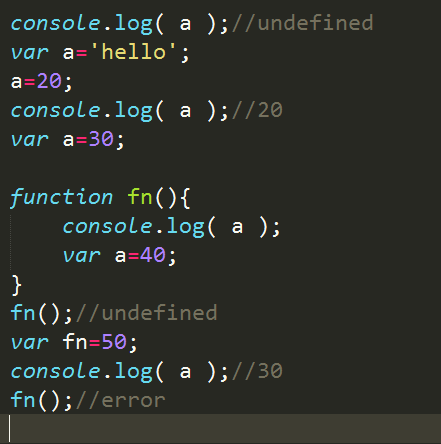 console.log( a );//undefined
var a='hello';
a=20;
console.log( a );//20
var a=30;

function fn(){
    console.log( a );
    var a=40;
}
fn();//undefined
var fn=50;
console.log( a );//30
fn();//error